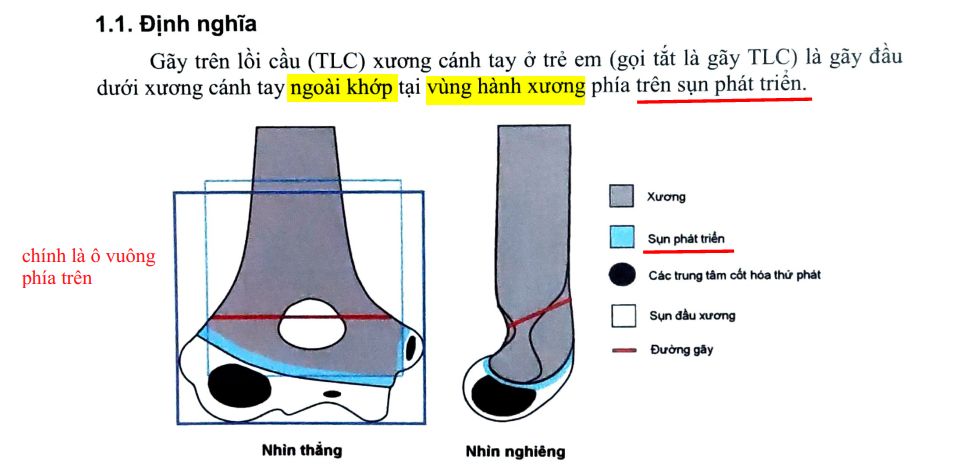 1.1. Định nghĩa
Gãy trên lồi cầu (TLC) xương cánh tay ở trẻ em (gọi tắt là gãy TLC) là gãy đầu
dưới xương cánh tay ngoài khớp tại vùng hành xương phía trên sụn phát triển.
chính là ô vuông
phía trên
Xương
Sụn phát triển
Các trung tâm cốt hóa thứ phát
Sụn đầu xương
Đường gãy
Nhìn thẳng
Nhìn nghiêng